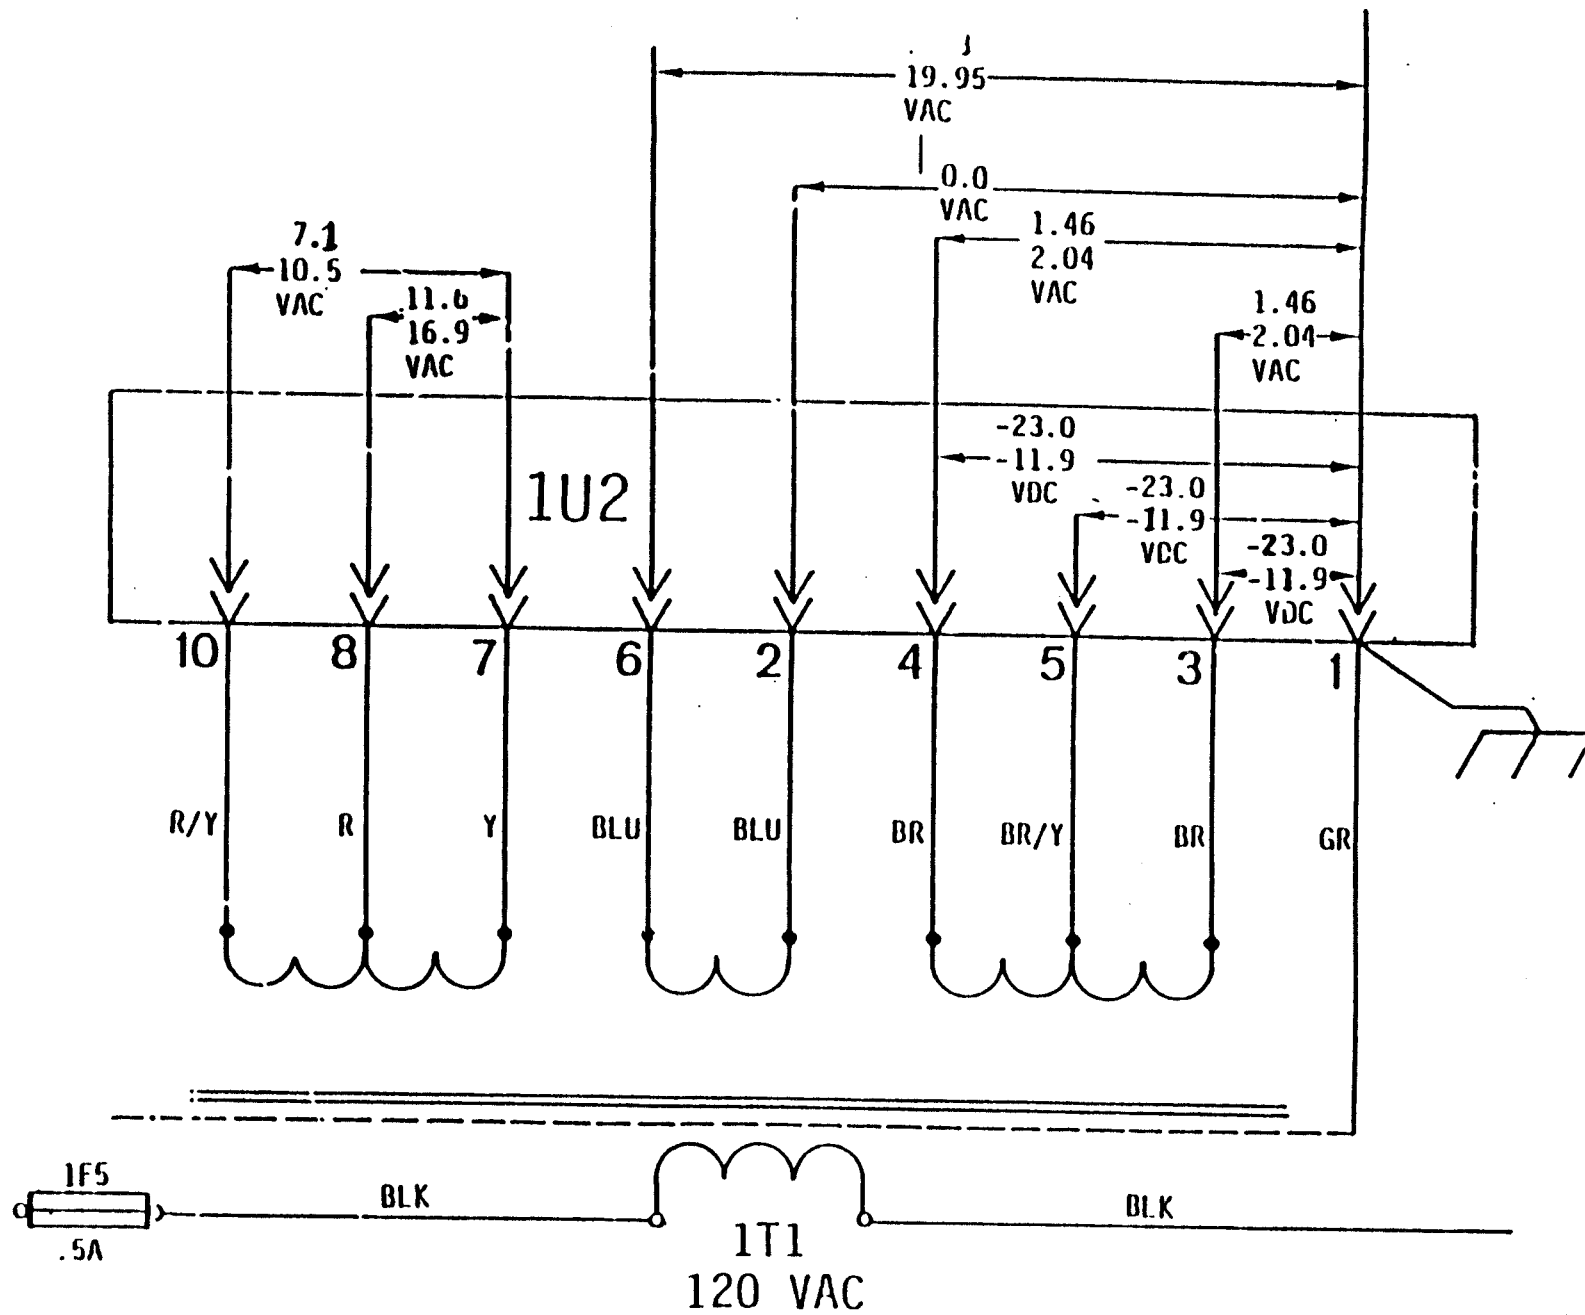 19.95
VAC
0.0
VAC
1.46
2.04
VAC
7.1
10.5
VAC
11.6
16.9
VAC
1.46
2.04
VAC
-23.0
-11.9
VDC
-23.0
-11.9
VDC
-23.0
-11.9
VDC
1U2
10 8 7 6 2 4 5 3 1
R/Y R Y BLU BLU BR BR/Y BR GR
1F5
.5A
BLK
BLK
1T1
120 VAC